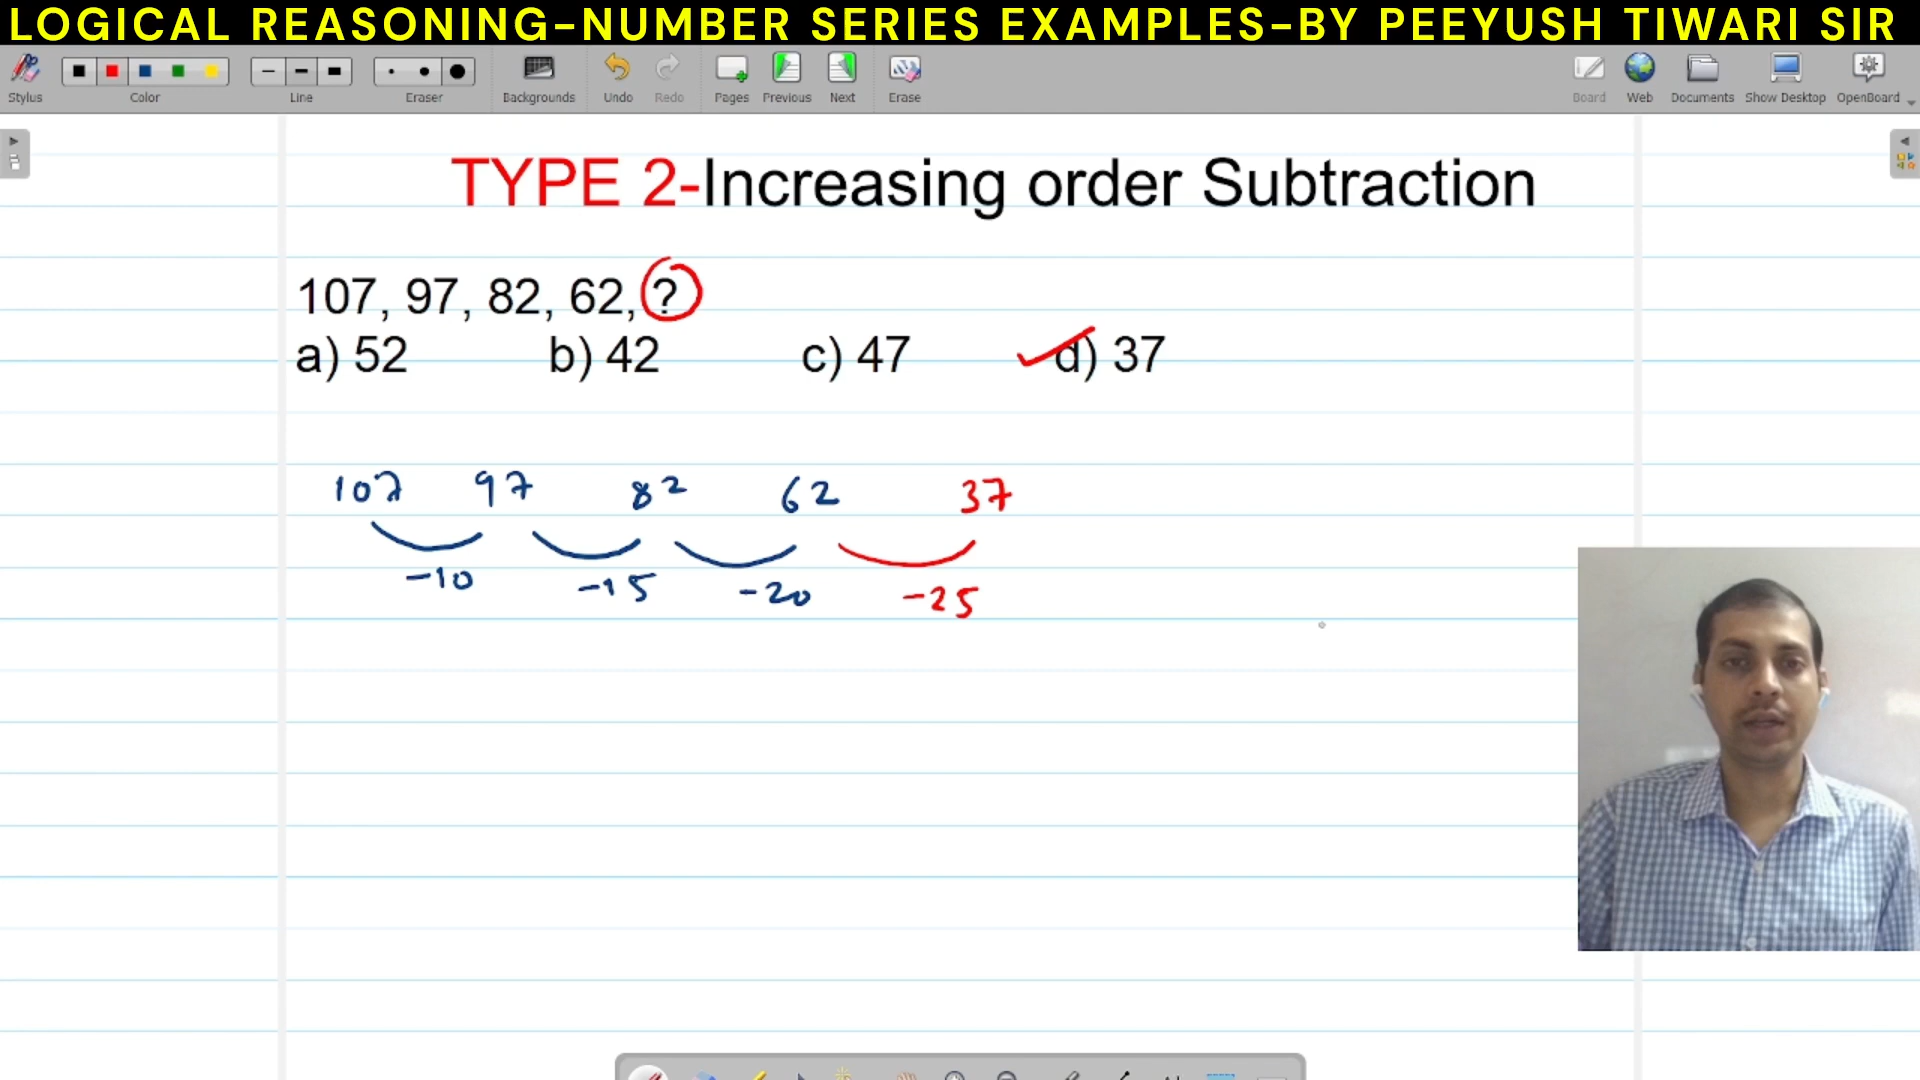 LOGICAL REASONING-NUMBER SERIES EXAMPLES-BY PEEYUSH TIWARI SIR
Stylus Color Line Eraser Backgrounds Undo Redo Pages Previous Next Erase Board Web Documents Show Desktop OpenBoard
TYPE 2-Increasing order Subtraction
107, 97, 82, 62, ?
a) 52 b) 42 c) 47 d) 37
107 97 82 62 37
-10 -15 -20 -25